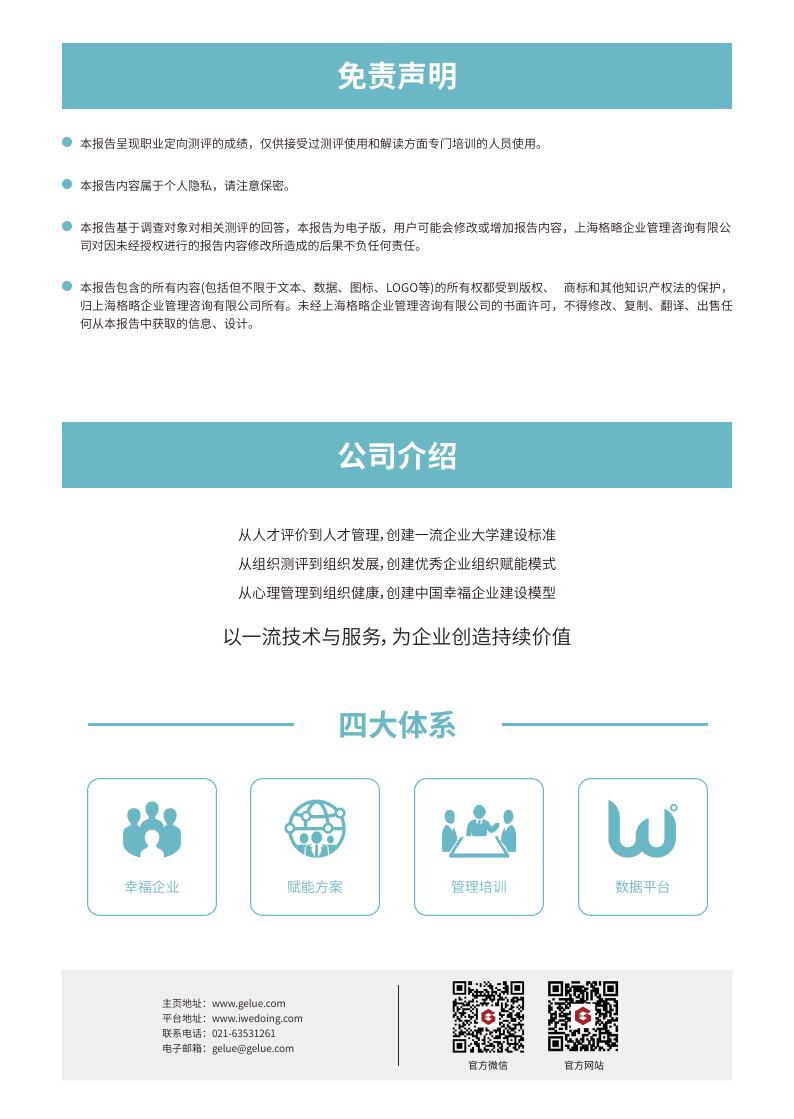 免责声明
本报告呈现职业定向测评的成绩，仅供接受过测评使用和解读方面专门培训的人员使用。
本报告内容属于个人隐私，请注意保密。
本报告基于调查对象对相关测评的回答，本报告为电子版，用户可能会修改或增加报告内容，上海格略企业管理咨询有限公
司对因未经授权进行的报告内容修改所造成的后果不负任何责任。
本报告包含的所有内容(包括但不限于文本、数据、图标、LOGO等)的所有权都受到版权、 商标和其他知识产权法的保护，
归上海格略企业管理咨询有限公司所有。未经上海格略企业管理咨询有限公司的书面许可，不得修改、复制、翻译、出售任
何从本报告中获取的信息、设计。
公司介绍
从人才评价到人才管理，创建一流企业大学建设标准
从组织测评到组织发展，创建优秀企业组织赋能模式
从心理管理到组织健康，创建中国幸福企业建设模型
以一流技术与服务，为企业创造持续价值
四大体系
幸福企业 赋能方案 管理培训 数据平台
主页地址：www.gelue.com
平台地址：www.iwedoing.com
联系电话：021-63531261
电子邮箱：gelue@gelue.com
官方微信 官方网站